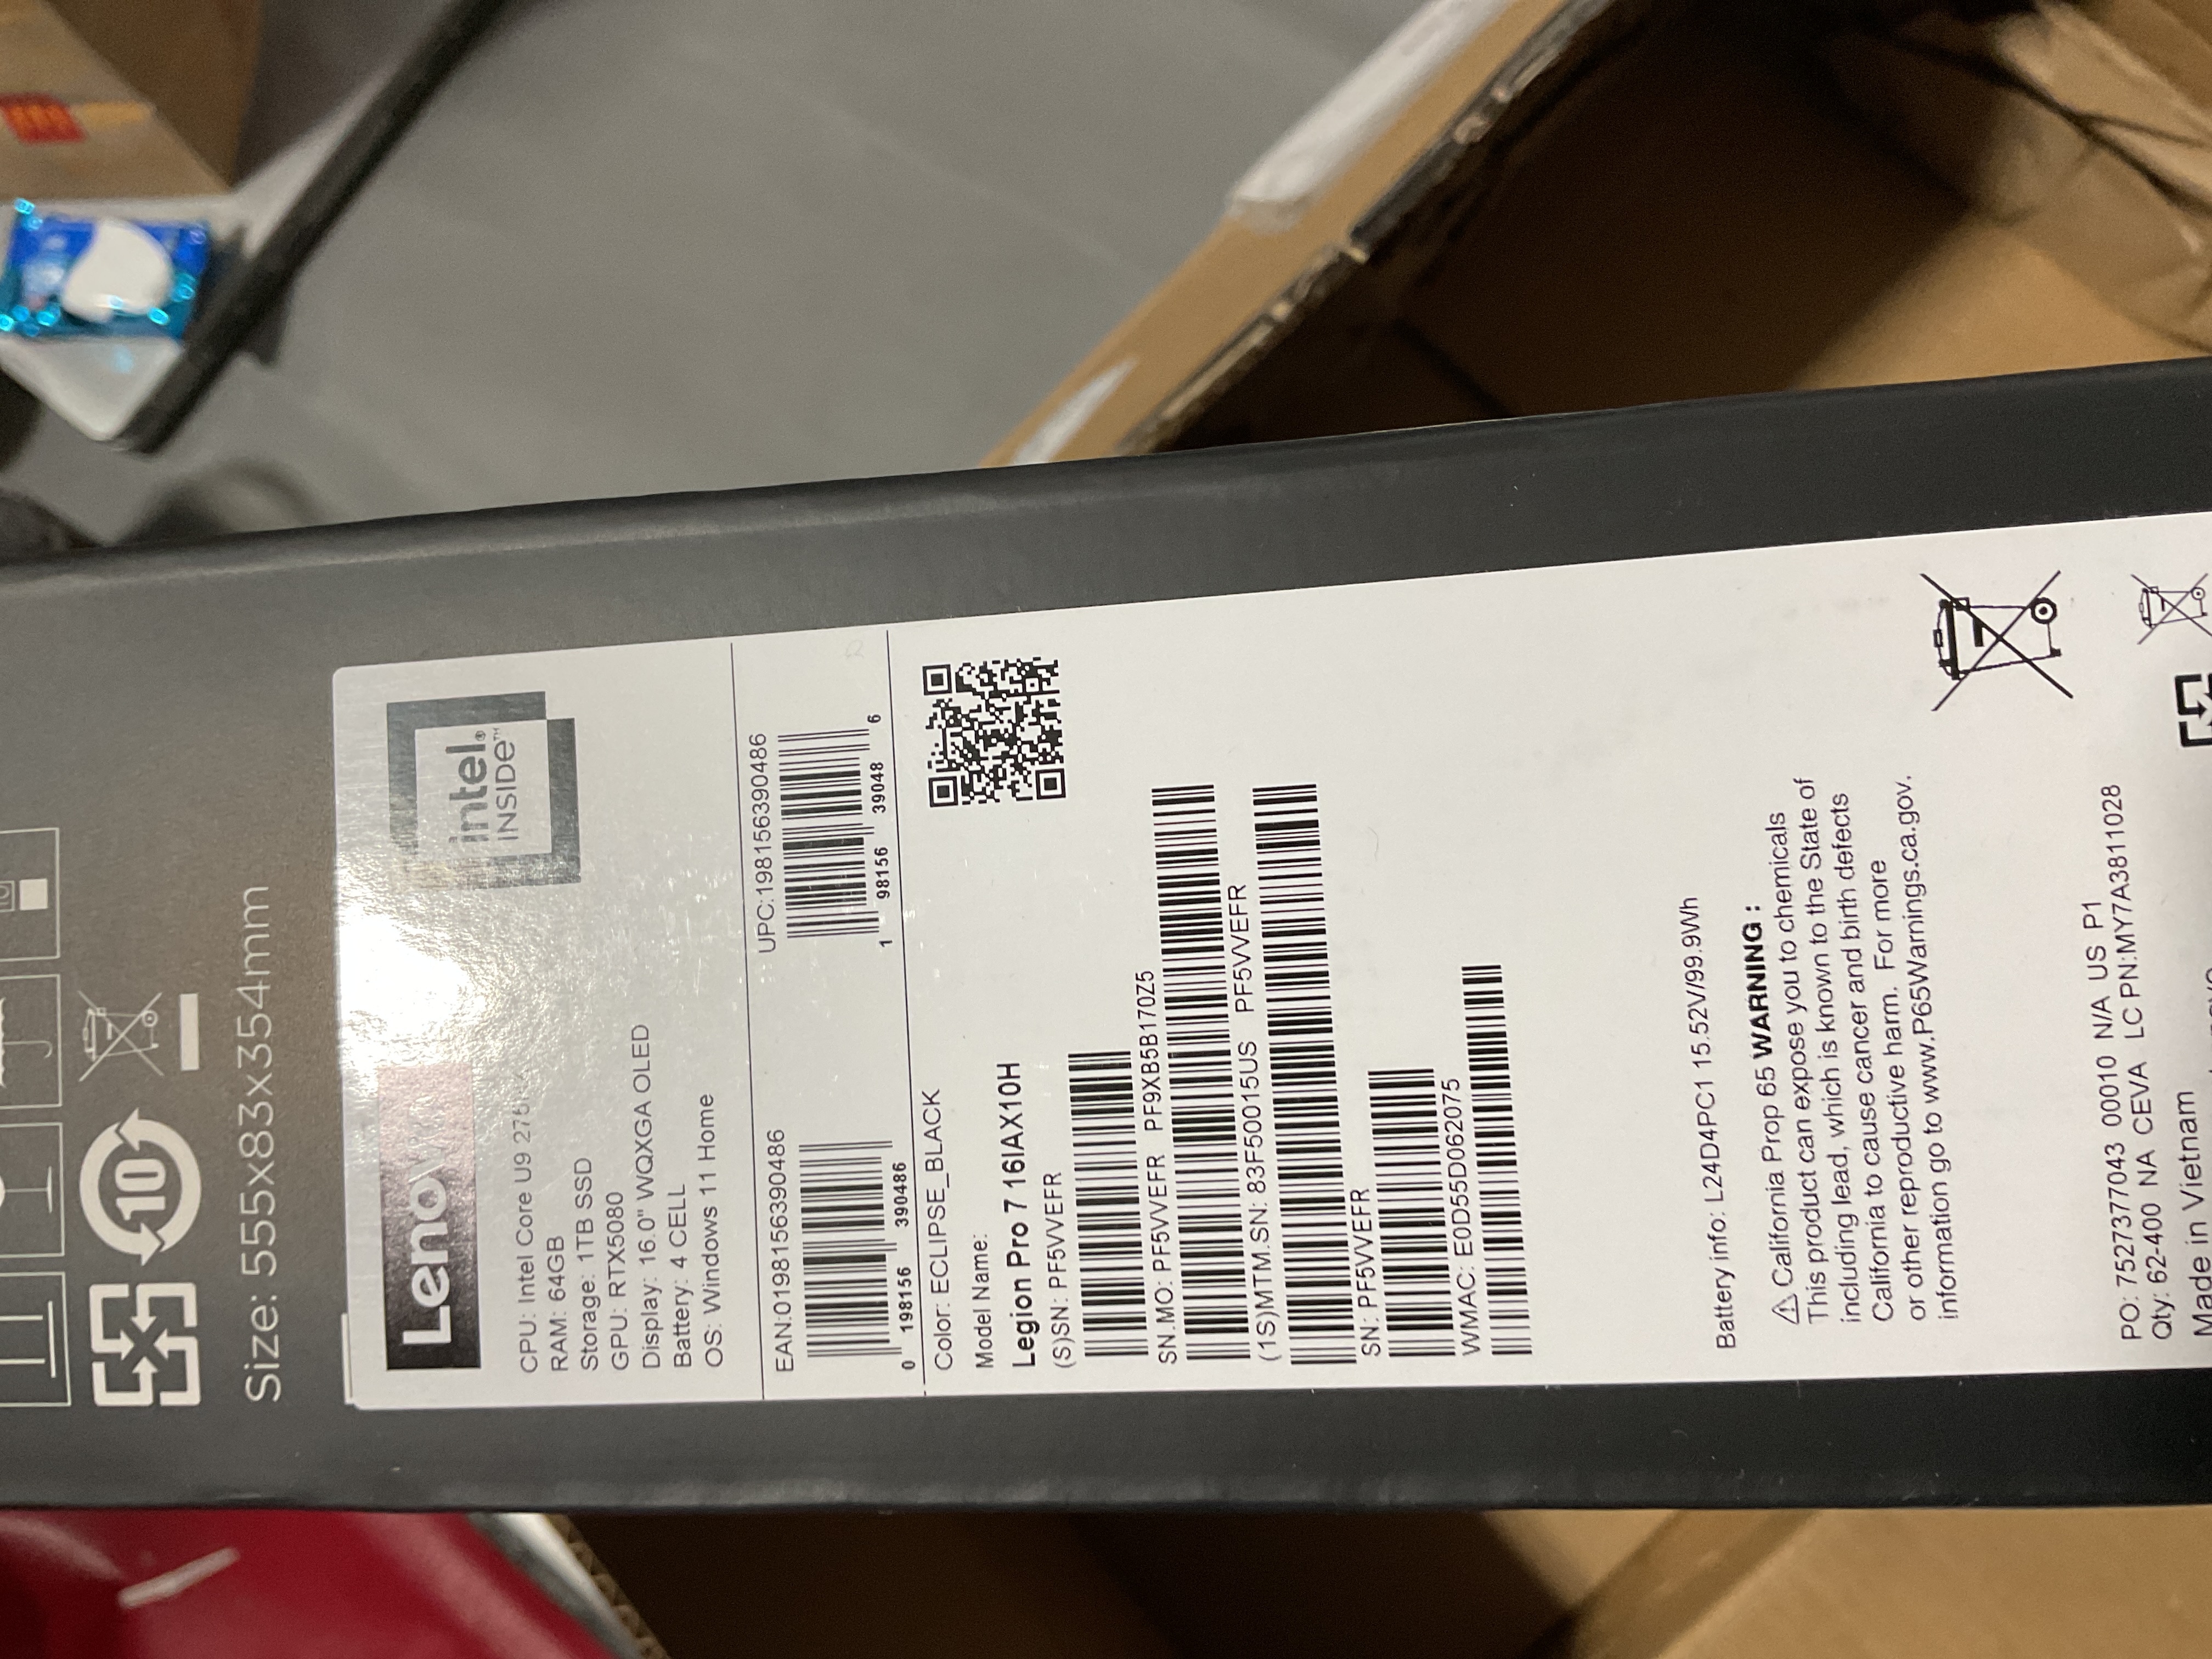 10
Size: 555x83x354mm
Lenovo
intel®
INSIDE™
CPU: Intel Core U9 275
RAM: 64GB
Storage: 1TB SSD
GPU: RTX5080
Display: 16.0" WQXGA OLED
Battery: 4 CELL
OS: Windows 11 Home
EAN:0198156390486
0 198156 390486
UPC:198156390486
1 98156 39048 6
Color: ECLIPSE_BLACK
Model Name:
Legion Pro 7 16IAX10H
(S)SN: PF5VVEFR
SN.MO: PF5VVEFR PF9XB5B170Z5
(1S)MTM.SN: 83F50015US PF5VVEFR
SN: PF5VVEFR
WMAC: E0D55D062075
Battery info: L24D4PC1 15.52V/99.9Wh
⚠ California Prop 65 WARNING :
This product can expose you to chemicals
including lead, which is known to the State of
California to cause cancer and birth defects
or other reproductive harm. For more
information go to www.P65Warnings.ca.gov.
PO: 7527377043 00010 N/A US P1
Qty: 62-400 NA CEVA LC PN:MY7A3811028
Made in Vietnam